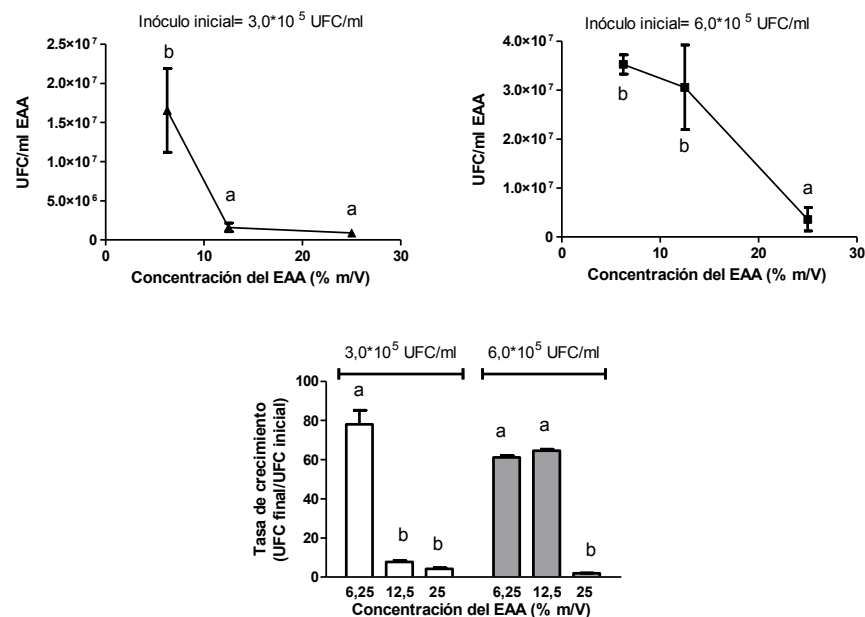 Inóculo inicial= 3,0*10 5 UFC/ml
2.5×10⁷
2.0×10⁷
1.5×10⁷
1.0×10⁷
5.0×10⁶
0
b
a
a
UFC/ml EAA
0 10 20 30
Concentración del EAA (% m/V)
Inóculo inicial= 6,0*10 5 UFC/ml
4.0×10⁷
3.0×10⁷
2.0×10⁷
1.0×10⁷
0
b
b
a
UFC/ml EAA
0 10 20 30
Concentración del EAA (% m/V)
3,0*10⁵ UFC/ml 6,0*10⁵ UFC/ml
100
80
60
40
20
0
a
b
b
a
a
b
Tasa de crecimiento
(UFC final/UFC inicial)
6,25 12,5 25 6,25 12,5 25
Concentración del EAA (% m/V)